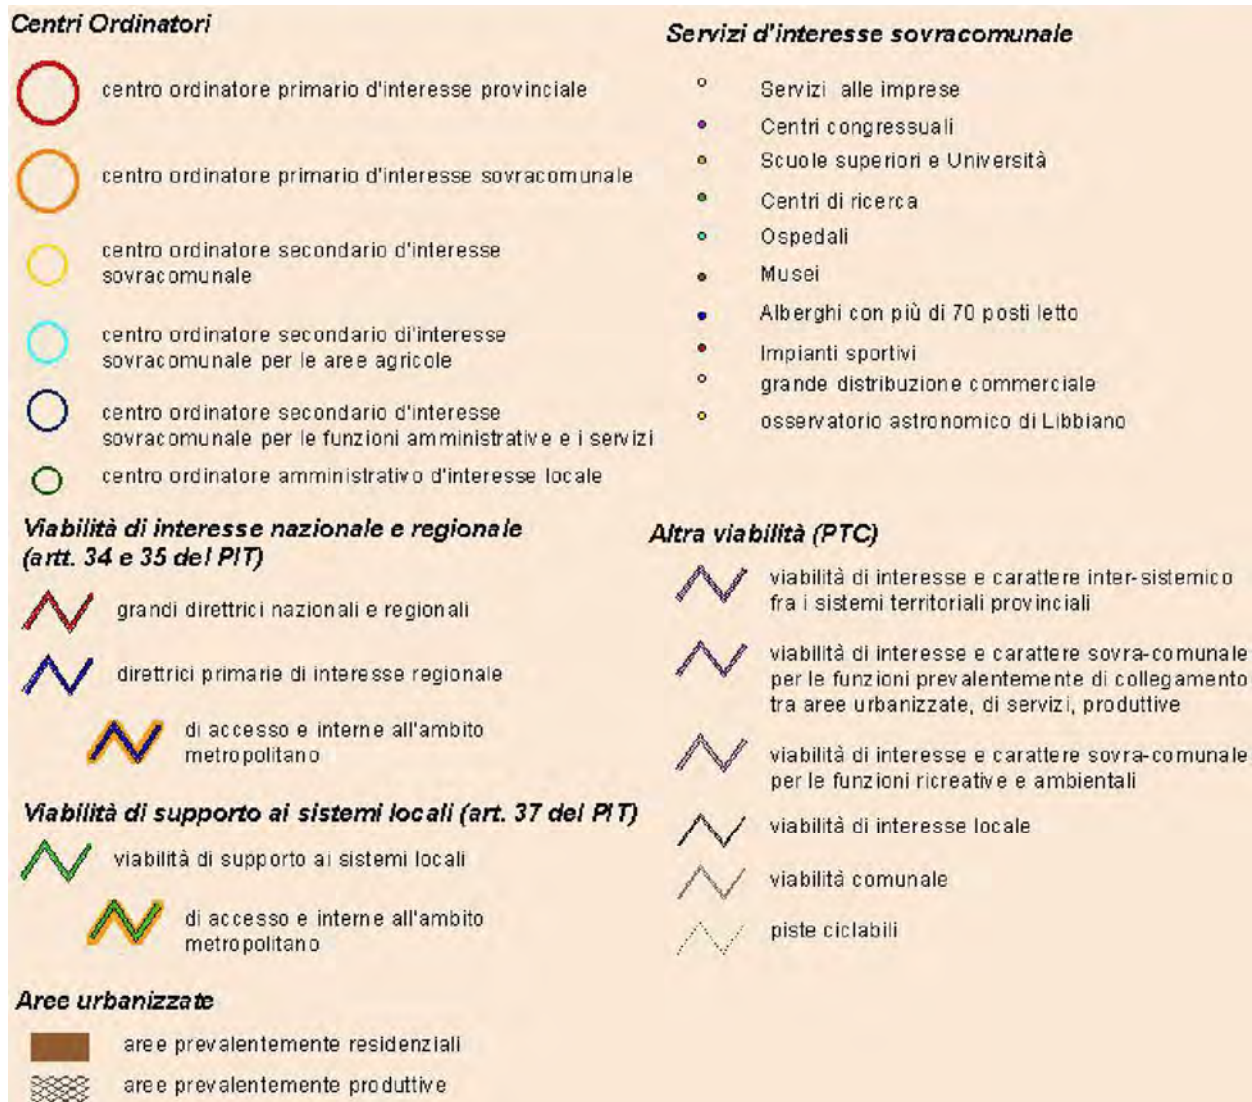 Centri Ordinatori
centro ordinatore primario d'interesse provinciale
centro ordinatore primario d'interesse sovracomunale
centro ordinatore secondario d'interesse
sovracomunale
centro ordinatore secondario di'interesse
sovracomunale per le aree agricole
centro ordinatore secondario d'interesse
sovracomunale per le funzioni amministrative e i servizi
centro ordinatore amministrativo d'interesse locale
Servizi d'interesse sovracomunale
Servizi alle imprese
Centri congressuali
Scuole superiori e Università
Centri di ricerca
Ospedali
Musei
Alberghi con più di 70 posti letto
Impianti sportivi
grande distribuzione commerciale
osservatorio astronomico di Libbiano
Viabilità di interesse nazionale e regionale
(artt. 34 e 35 del PIT)
grandi direttrici nazionali e regionali
direttrici primarie di interesse regionale
di accesso e interne all'ambito
metropolitano
Viabilità di supporto ai sistemi locali (art. 37 del PIT)
viabilità di supporto ai sistemi locali
di accesso e interne all'ambito
metropolitano
Altra viabilità (PTC)
viabilità di interesse e carattere inter-sistemico
fra i sistemi territoriali provinciali
viabilità di interesse e carattere sovra-comunale
per le funzioni prevalentemente di collegamento
tra aree urbanizzate, di servizi, produttive
viabilità di interesse e carattere sovra-comunale
per le funzioni ricreative e ambientali
viabilità di interesse locale
viabilità comunale
piste ciclabili
Aree urbanizzate
aree prevalentemente residenziali
aree prevalentemente produttive